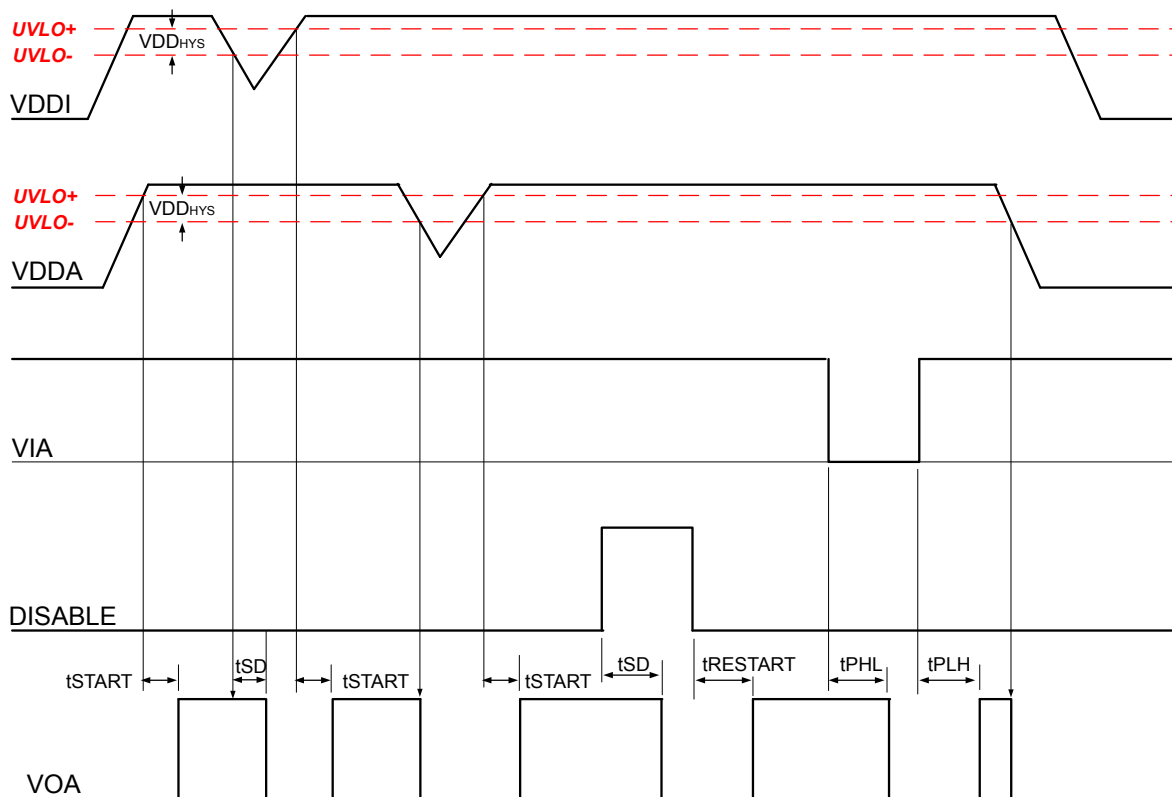 UVLO+
VDDHYS
UVLO-
VDDI
UVLO+
VDDHYS
UVLO-
VDDA
VIA
DISABLE
tSTART
tSD
tSTART
tSTART
tSD
tRESTART
tPHL
tPLH
VOA